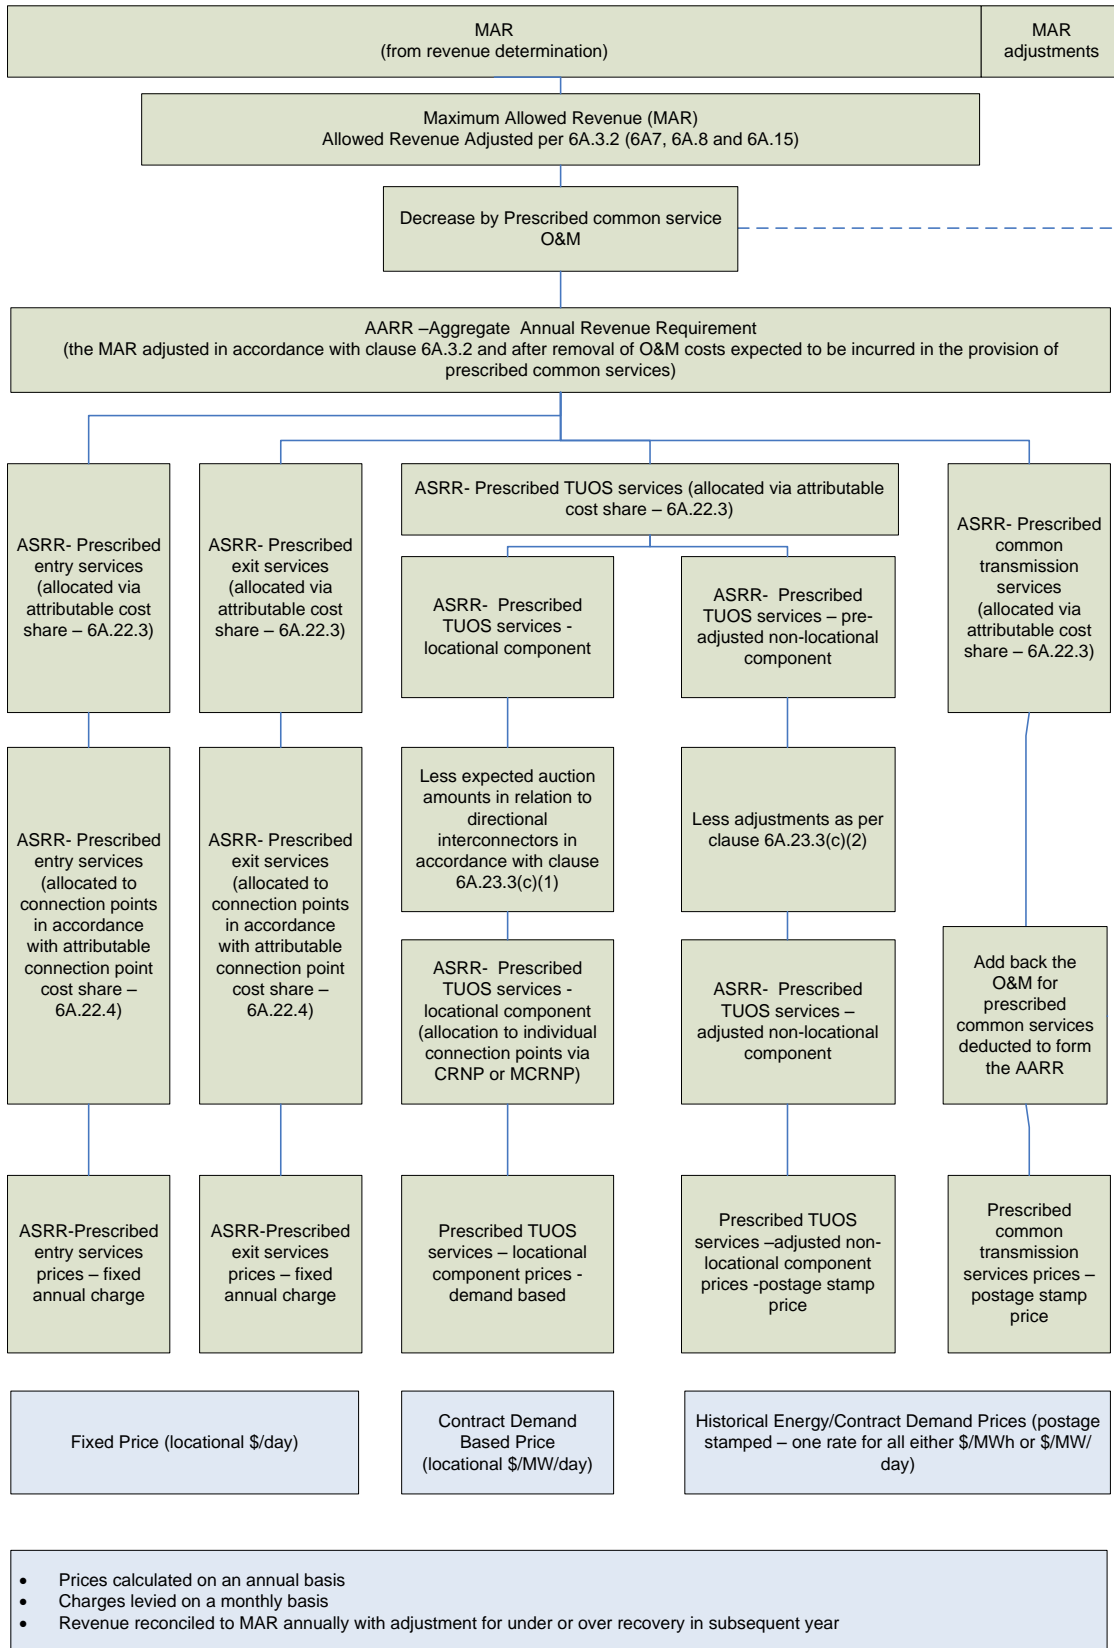 MAR
(from revenue determination)
MAR
adjustments
Maximum Allowed Revenue (MAR)
Allowed Revenue Adjusted per 6A.3.2 (6A7, 6A.8 and 6A.15)
Decrease by Prescribed common service
O&M
AARR –Aggregate Annual Revenue Requirement
(the MAR adjusted in accordance with clause 6A.3.2 and after removal of O&M costs expected to be incurred in the provision of
prescribed common services)
ASRR- Prescribed
entry services
(allocated via
attributable cost
share – 6A.22.3)
ASRR- Prescribed
exit services
(allocated via
attributable cost
share – 6A.22.3)
ASRR- Prescribed TUOS services (allocated via attributable
cost share – 6A.22.3)
ASRR- Prescribed
TUOS services -
locational component
ASRR- Prescribed
TUOS services – pre-
adjusted non-locational
component
ASRR- Prescribed
common
transmission
services
(allocated via
attributable cost
share – 6A.22.3)
ASRR- Prescribed
entry services
(allocated to
connection points
in accordance
with attributable
connection point
cost share –
6A.22.4)
ASRR- Prescribed
exit services
(allocated to
connection points
in accordance
with attributable
connection point
cost share –
6A.22.4)
Less expected auction
amounts in relation to
directional
interconnectors in
accordance with clause
6A.23.3(c)(1)
Less adjustments as per
clause 6A.23.3(c)(2)
ASRR- Prescribed
TUOS services -
locational component
(allocation to individual
connection points via
CRNP or MCRNP)
ASRR- Prescribed
TUOS services –
adjusted non-locational
component
Add back the
O&M for
prescribed
common services
deducted to form
the AARR
ASRR-Prescribed
entry services
prices – fixed
annual charge
ASRR-Prescribed
exit services
prices – fixed
annual charge
Prescribed TUOS
services – locational
component prices -
demand based
Prescribed TUOS
services –adjusted non-
locational component
prices -postage stamp
price
Prescribed
common
transmission
services prices –
postage stamp
price
Fixed Price (locational $/day)
Contract Demand
Based Price
(locational $/MW/day)
Historical Energy/Contract Demand Prices (postage
stamped – one rate for all either $/MWh or $/MW/
day)
• Prices calculated on an annual basis
• Charges levied on a monthly basis
• Revenue reconciled to MAR annually with adjustment for under or over recovery in subsequent year